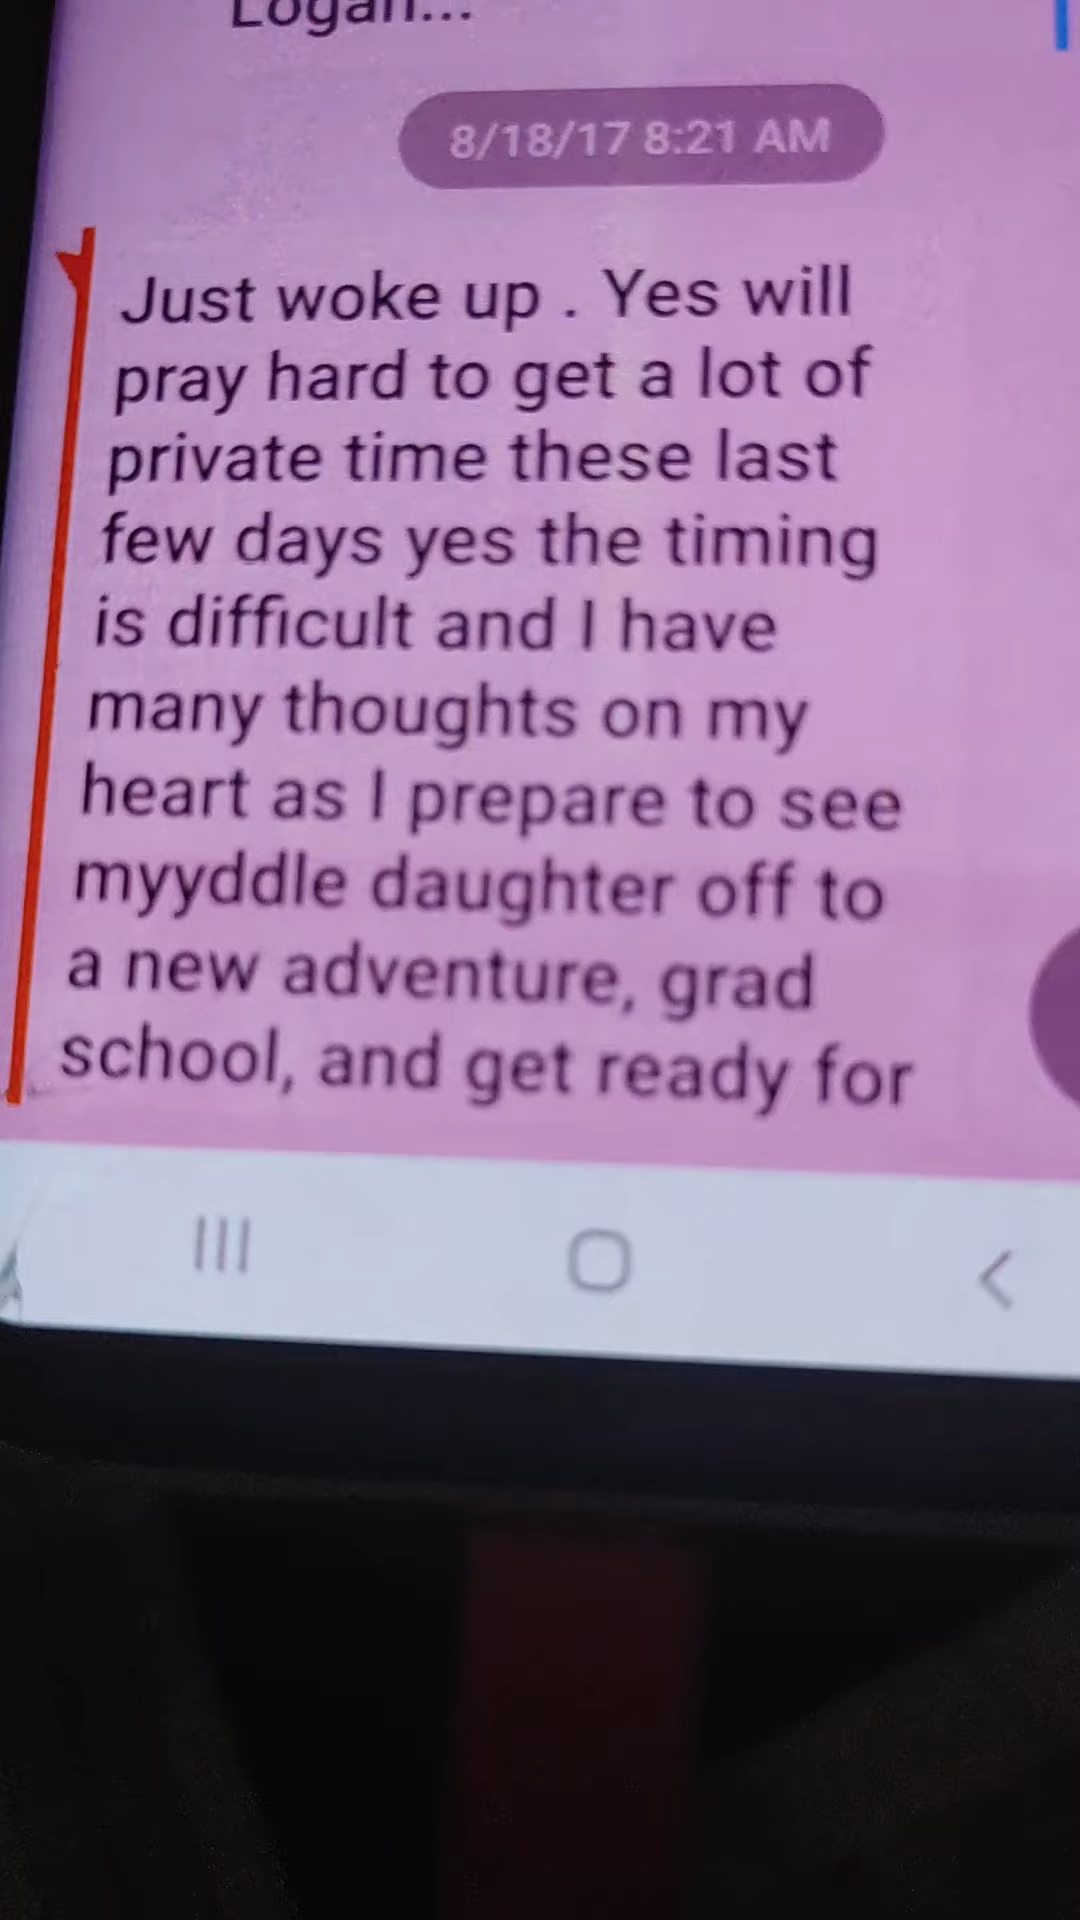 Logan...
8/18/17 8:21 AM
Just woke up . Yes will
pray hard to get a lot of
private time these last
few days yes the timing
is difficult and I have
many thoughts on my
heart as I prepare to see
myyddle daughter off to
a new adventure, grad
school, and get ready for